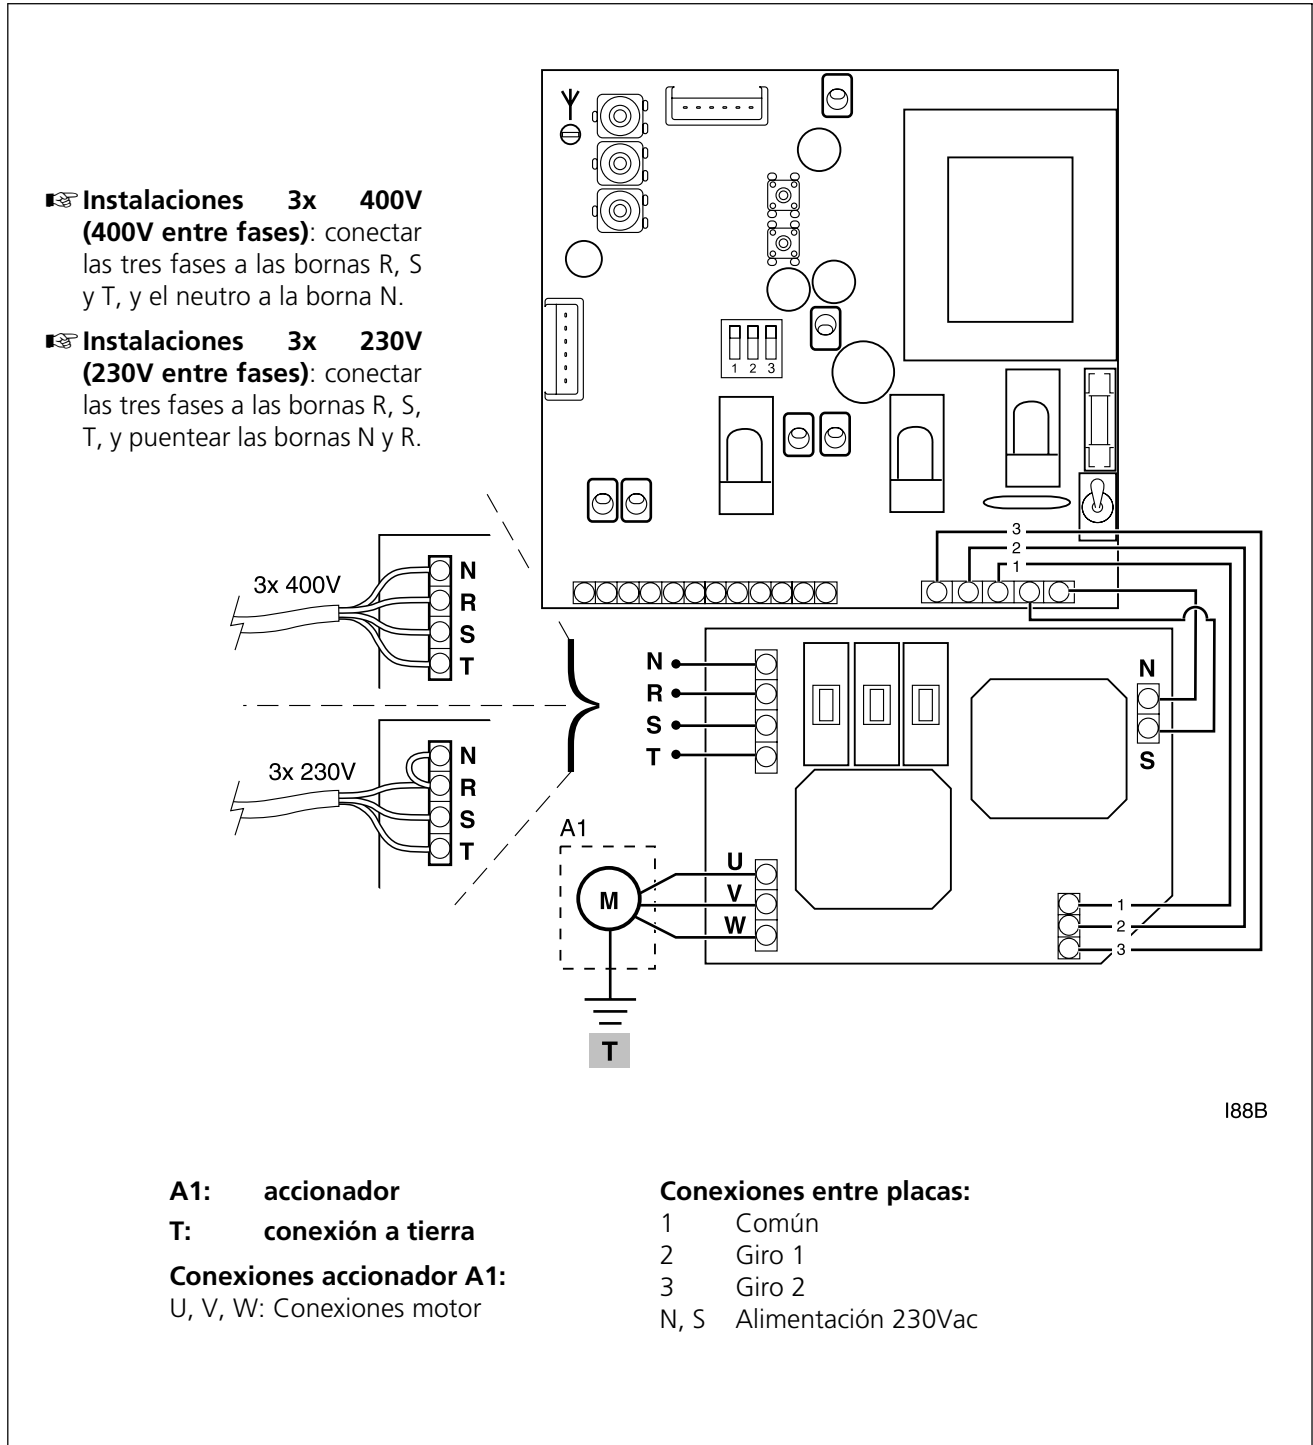 ☞ Instalaciones 3x 400V
(400V entre fases): conectar
las tres fases a las bornas R, S
y T, y el neutro a la borna N.
☞ Instalaciones 3x 230V
(230V entre fases): conectar
las tres fases a las bornas R, S,
T, y puentear las bornas N y R.
1 2 3
3
2
1
3x 400V
N
R
S
T
3x 230V
N
R
S
T
N
R
S
T
N
S
A1
M
U
V
W
1
2
3
T
I88B
A1: accionador
T: conexión a tierra
Conexiones accionador A1:
U, V, W: Conexiones motor
Conexiones entre placas:
1 Común
2 Giro 1
3 Giro 2
N, S Alimentación 230Vac